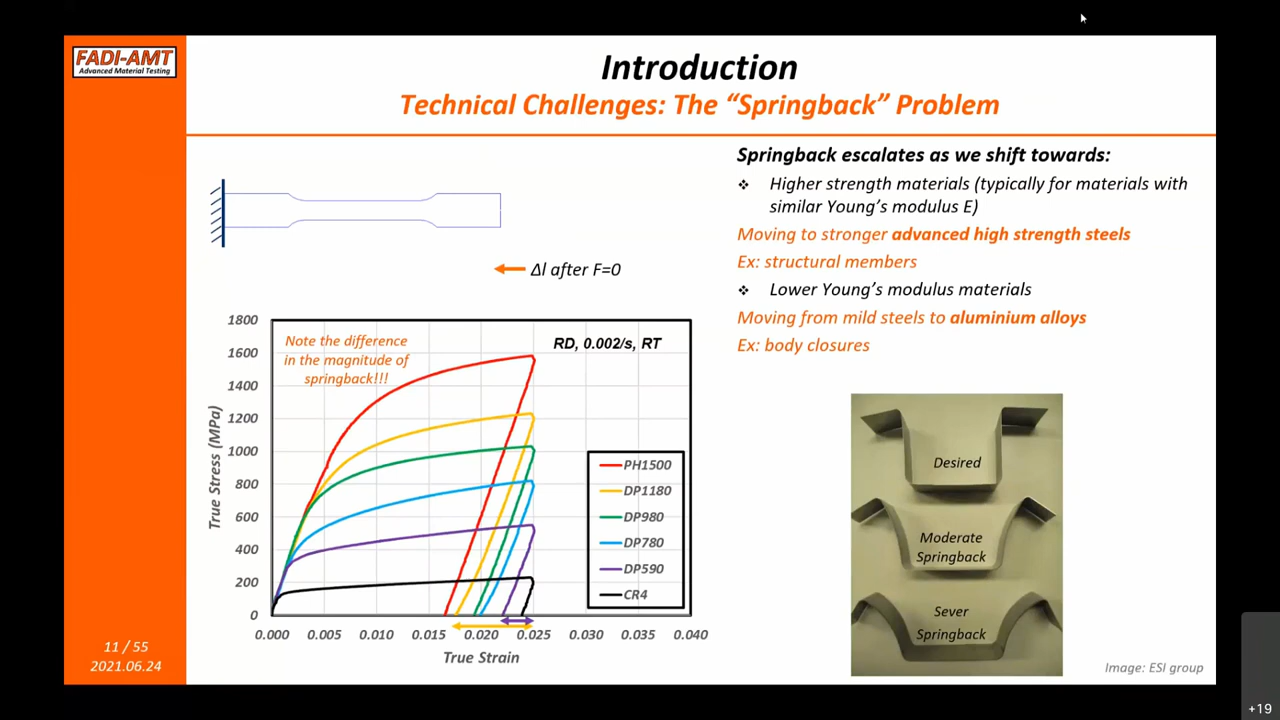 FADI-AMT
Advanced Material Testing
Introduction
Technical Challenges: The “Springback” Problem
Δl after F=0
1800
1600
1400
1200
1000
800
600
400
200
0
True Stress (MPa)
Note the difference
in the magnitude of
springback!!!
RD, 0.002/s, RT
PH1500
DP1180
DP980
DP780
DP590
CR4
0.000 0.005 0.010 0.015 0.020 0.025 0.030 0.035 0.040
True Strain
Springback escalates as we shift towards:
❖ Higher strength materials (typically for materials with
similar Young’s modulus E)
Moving to stronger advanced high strength steels
Ex: structural members
❖ Lower Young’s modulus materials
Moving from mild steels to aluminium alloys
Ex: body closures
Desired
Moderate
Springback
Sever
Springback
Image: ESI group
11 / 55
2021.06.24
+19